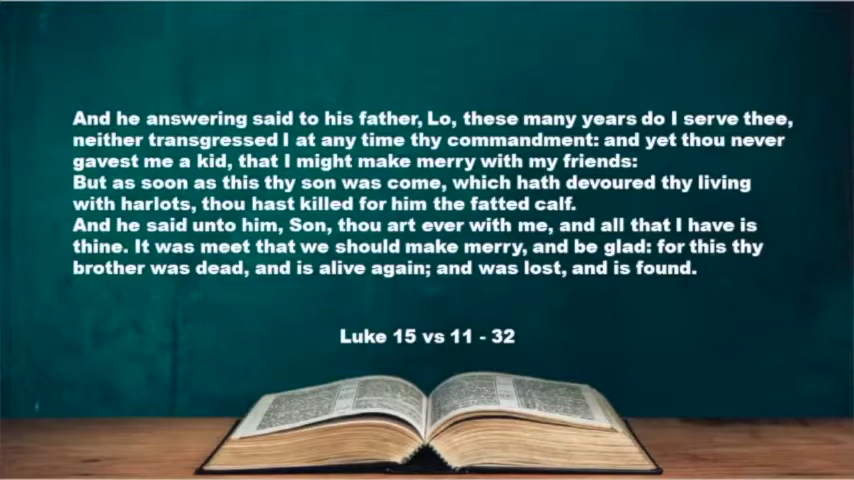 And he answering said to his father, Lo, these many years do I serve thee,
neither transgressed I at any time thy commandment: and yet thou never
gavest me a kid, that I might make merry with my friends:
But as soon as this thy son was come, which hath devoured thy living
with harlots, thou hast killed for him the fatted calf.
And he said unto him, Son, thou art ever with me, and all that I have is
thine. It was meet that we should make merry, and be glad: for this thy
brother was dead, and is alive again; and was lost, and is found.
Luke 15 vs 11 - 32